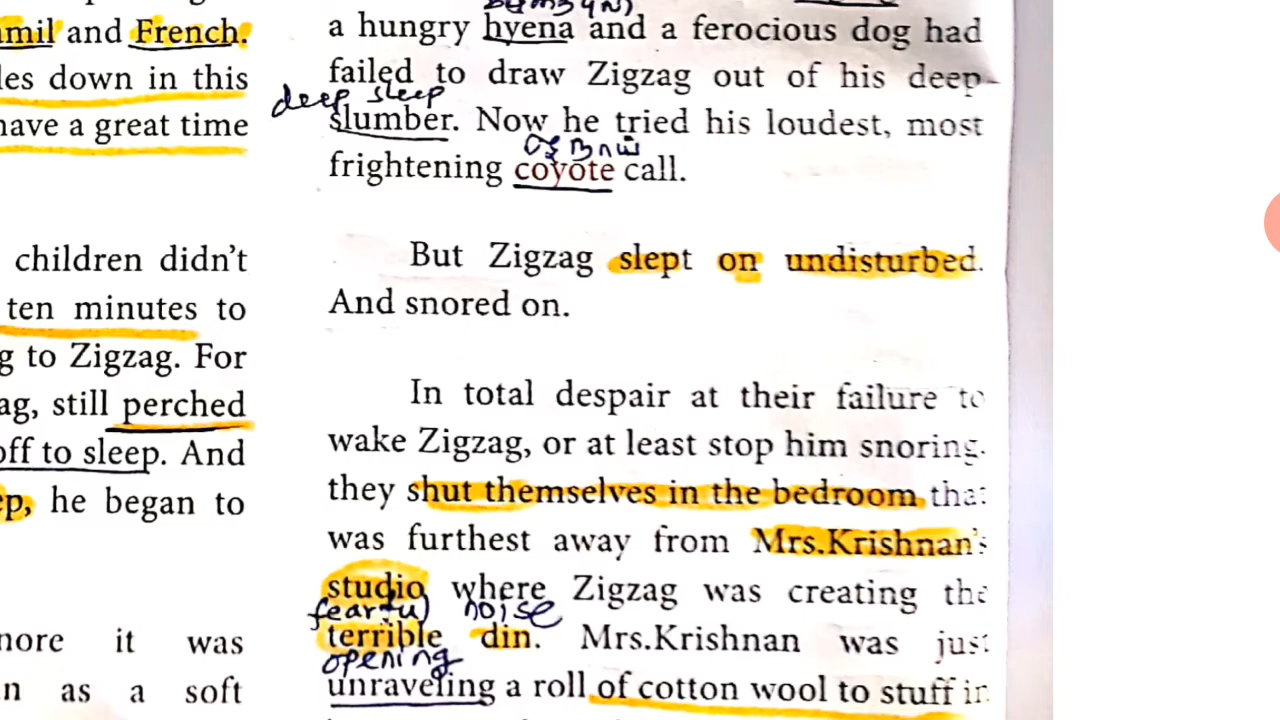 amil and French.
les down in this
have a great time
children didn't
ten minutes to
g to Zigzag. For
ag, still perched
off to sleep. And
ep, he began to
nore it was
n as a soft
a hungry hyena and a ferocious dog had
failed to draw Zigzag out of his deep
deep sleep
slumber. Now he tried his loudest, most
frightening coyote call.
But Zigzag slept on undisturbed.
And snored on.
In total despair at their failure to
wake Zigzag, or at least stop him snoring.
they shut themselves in the bedroom that
was furthest away from Mrs.Krishnan's
studio where Zigzag was creating the
fearful noise
terrible din. Mrs.Krishnan was just
opening
unraveling a roll of cotton wool to stuff in